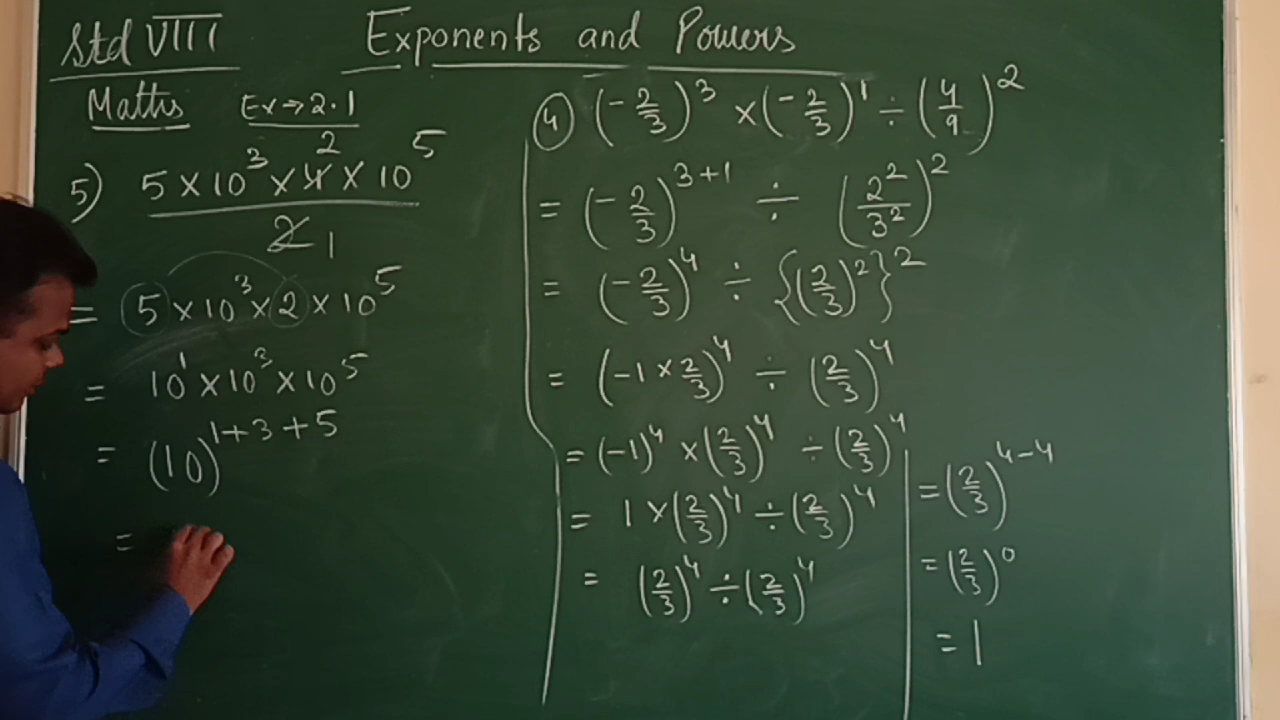 Std VIII Exponents and Powers
Maths Ex→2.1
5) (5 × 10³ × 4̶ 2 × 10⁵) / (2̶ 1)
= 5 × 10³ × 2 × 10⁵
= 10¹ × 10³ × 10⁵
= (10)¹⁺³⁺⁵
=
④ (-2/3)³ × (-2/3)¹ ÷ (4/9)²
= (-2/3)³⁺¹ ÷ (2²/3²)²
= (-2/3)⁴ ÷ {(2/3)²}²
= (-1 × 2/3)⁴ ÷ (2/3)⁴
= (-1)⁴ × (2/3)⁴ ÷ (2/3)⁴
= 1 × (2/3)⁴ ÷ (2/3)⁴
= (2/3)⁴ ÷ (2/3)⁴
= (2/3)⁴⁻⁴
= (2/3)⁰
= 1